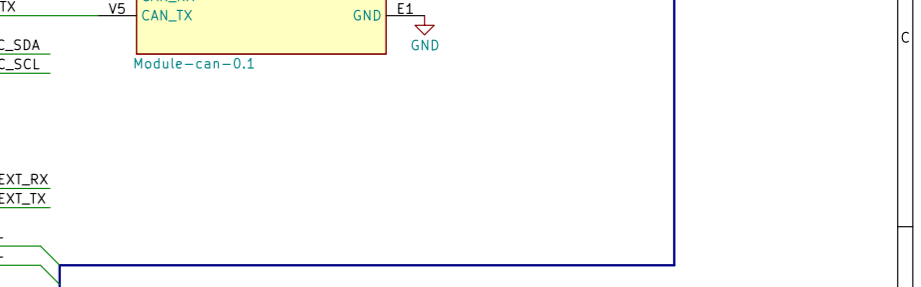 TX
V5
CAN_TX
GND
E1
C
C_SDA
GND
C_SCL
Module-can-0.1
EXT_RX
EXT_TX